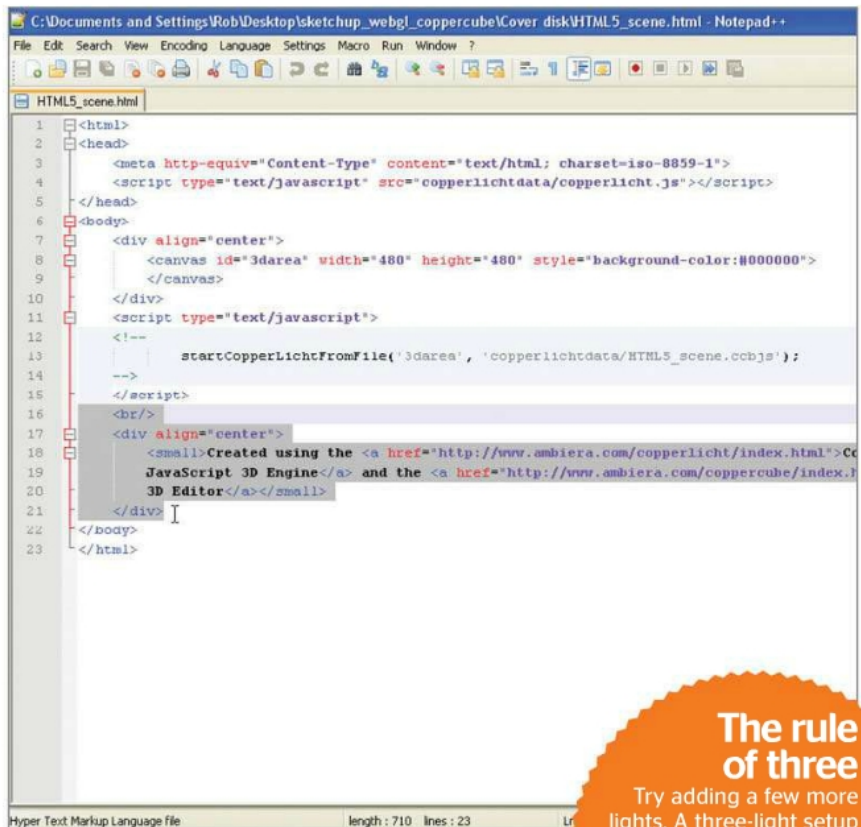 C:\Documents and Settings\Rob\Desktop\sketchup_webgl_coppercube\Cover disk\HTML5_scene.html - Notepad++
File Edit Search View Encoding Language Settings Macro Run Window ?
HTML5_scene.html
1 <html>
2 <head>
3 <meta http-equiv="Content-Type" content="text/html; charset=iso-8859-1">
4 <script type="text/javascript" src="copperlichtdata/copperlicht.js"></script>
5 </head>
6 <body>
7 <div align="center">
8 <canvas id="3darea" width="480" height="480" style="background-color:#000000">
9 </canvas>
10 </div>
11 <script type="text/javascript">
12 <!--
13 startCopperLichtFromFile('3darea', 'copperlichtdata/HTML5_scene.ccbjs');
14 -->
15 </script>
16 <br/>
17 <div align="center">
18 <small>Created using the <a href="http://www.ambiera.com/copperlicht/index.html">Co
19 JavaScript 3D Engine</a> and the <a href="http://www.ambiera.com/coppercube/index.h
20 3D Editor</a></small>
21 </div>
22 </body>
23 </html>
The rule
of three
Try adding a few more
lights. A three-light setup
Hyper Text Markup Language file length : 710 lines : 23 Ln